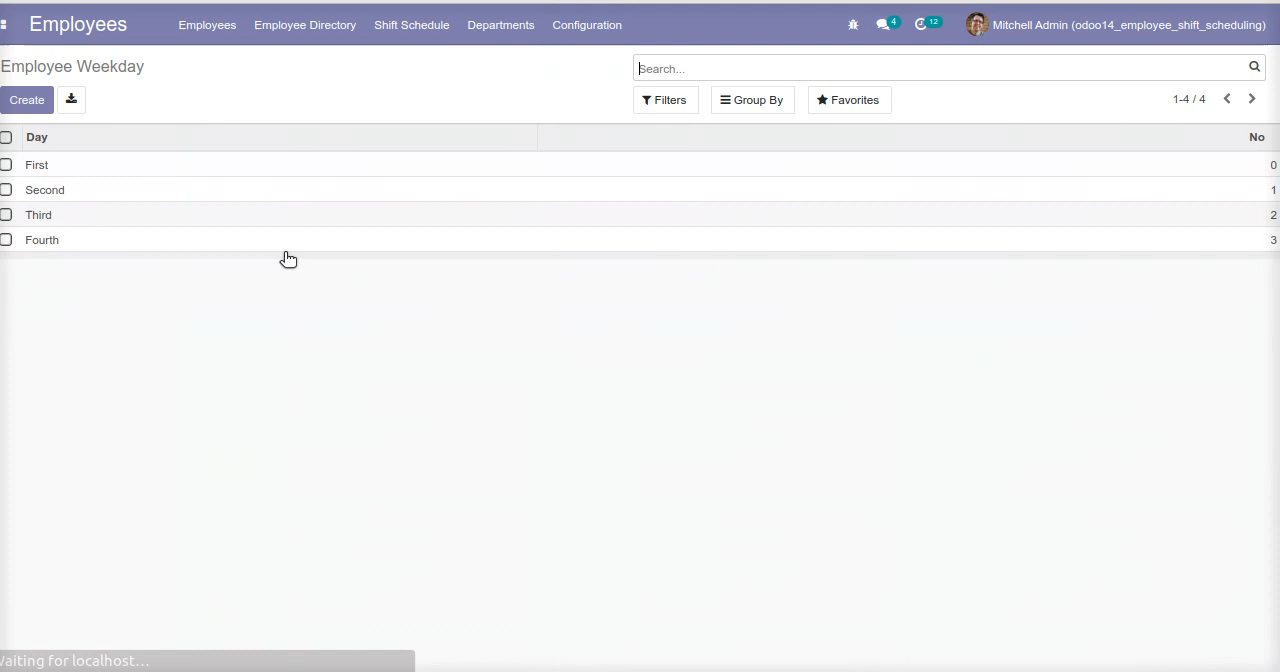 Employees Employees Employee Directory Shift Schedule Departments Configuration 4 12 Mitchell Admin (odoo14_employee_shift_scheduling)
Employee Weekday Search...
Create Filters Group By Favorites 1-4 / 4
Day No
First 0
Second 1
Third 2
Fourth 3
Waiting for localhost...